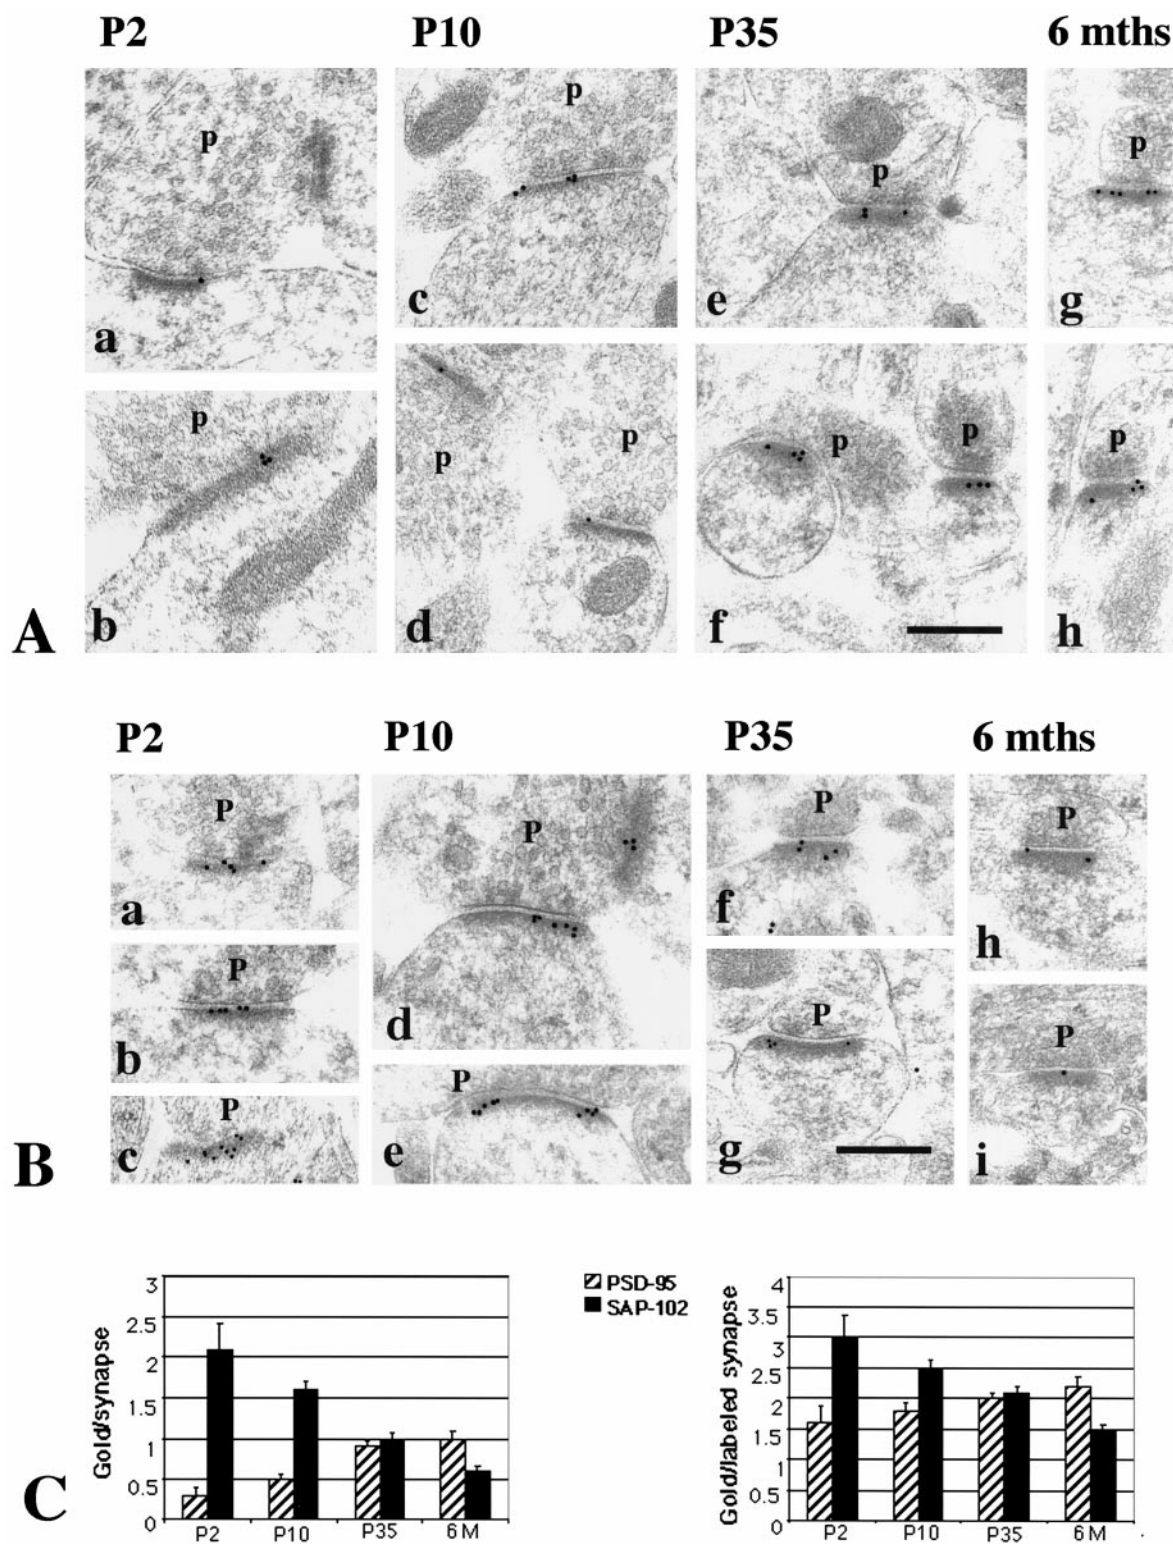 P2 P10 P35 6 mths
p p p p
a c e g
p p p p p p
A b d f h
P2 P10 P35 6 mths
P P P P
a d f h
P P P
b g i
P P
B c e
3 2.5 2 1.5 1 0.5 0
Gold/synapse
P2 P10 P35 6M
PSD-95
SAP-102
4 3.5 3 2.5 2 1.5 1 0.5 0
Gold/labeled synapse
P2 P10 P35 6M
C